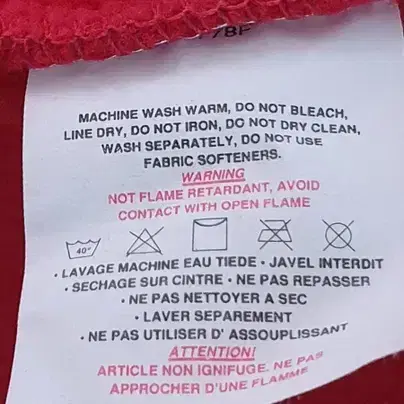 MACHINE WASH WARM, DO NOT BLEACH,
LINE DRY, DO NOT IRON, DO NOT DRY CLEAN,
WASH SEPARATELY, DO NOT USE
FABRIC SOFTENERS.
WARNING
NOT FLAME RETARDANT, AVOID
CONTACT WITH OPEN FLAME
40°
• LAVAGE MACHINE EAU TIEDE • JAVEL INTERDIT
• SECHAGE SUR CINTRE • NE PAS REPASSER
• NE PAS NETTOYER A SEC
• LAVER SEPAREMENT
• NE PAS UTILISER D' ASSOUPLISSANT
ATTENTION!
ARTICLE NON IGNIFUGE. NE PAS
APPROCHER D'UNE FLAMME